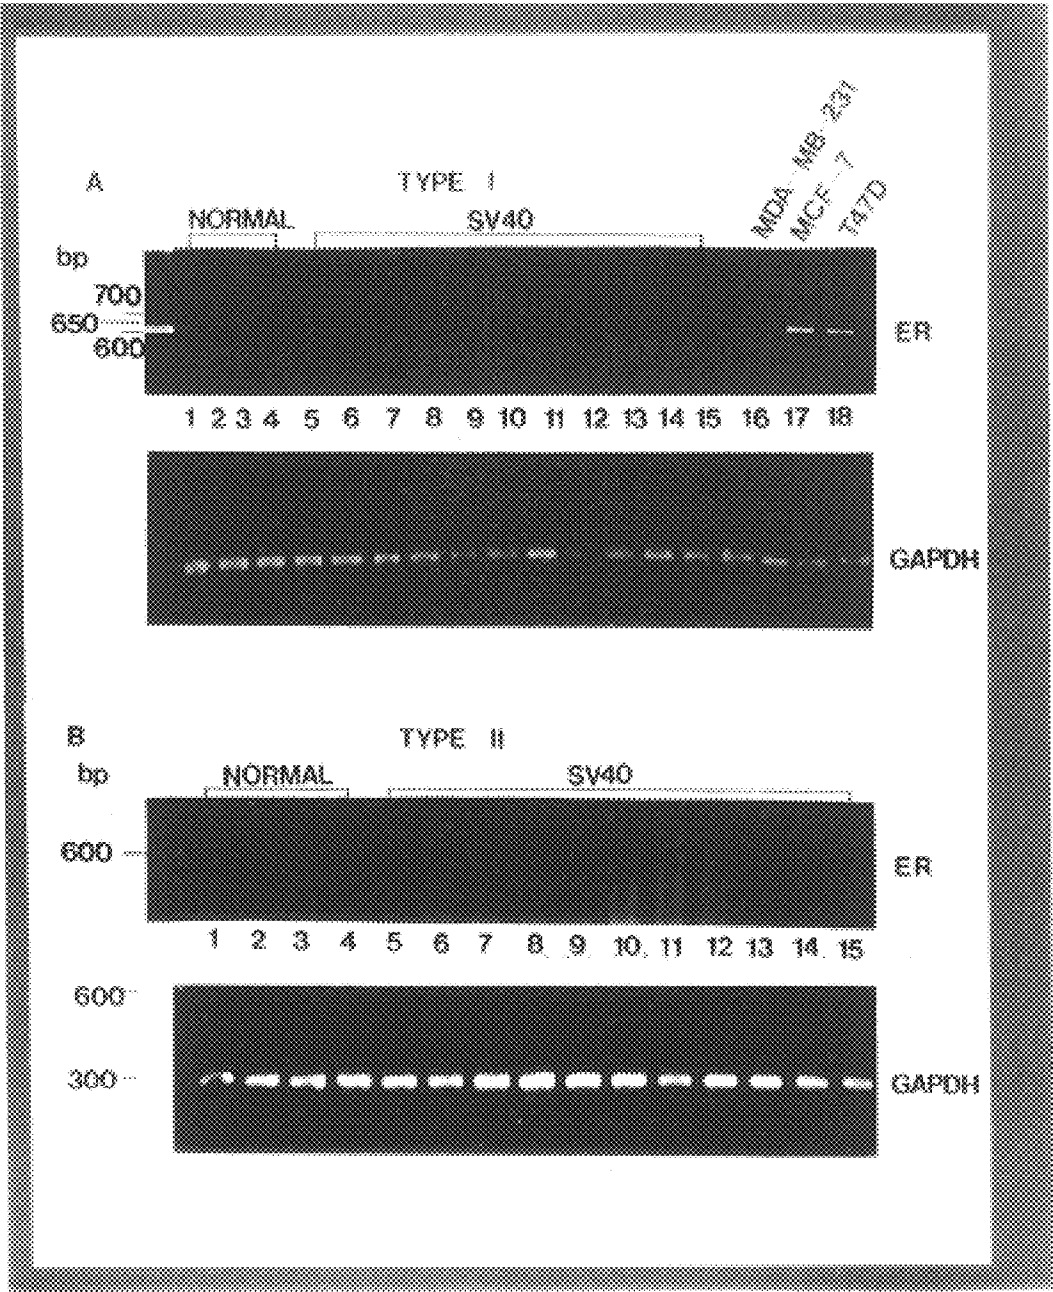 A TYPE I
NORMAL SV40 MDA-MB-231 MCF-7 T47D
bp
700
650
600
ER
1 2 3 4 5 6 7 8 9 10 11 12 13 14 15 16 17 18
GAPDH
B TYPE II
bp NORMAL SV40
600
ER
1 2 3 4 5 6 7 8 9 10 11 12 13 14 15
600
300
GAPDH